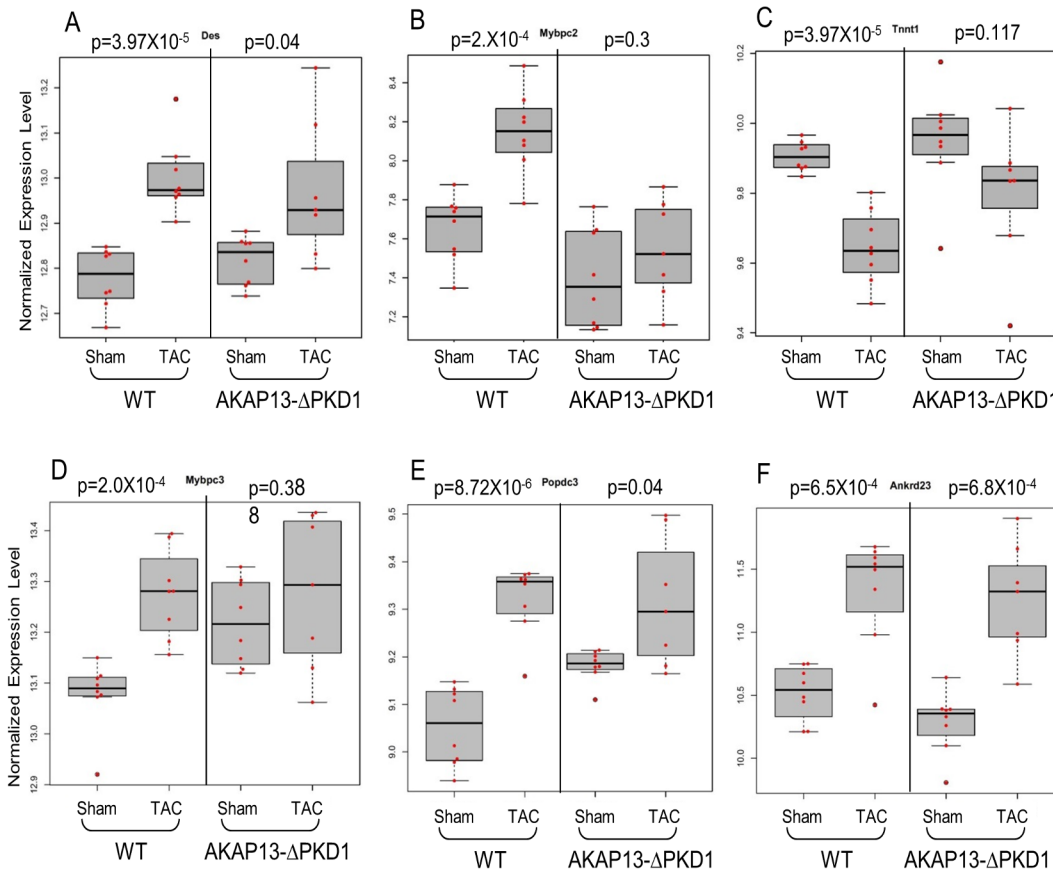 A
B
C
p=3.97X10-5 Des p=0.04
p=2.X10-4 Mybpc2 p=0.3
p=3.97X10-5 Tnnt1 p=0.117
Normalized Expression Level
13.2
13.1
13.0
12.9
12.8
12.7
8.4
8.2
8.0
7.8
7.6
7.4
7.2
10.2
10.0
9.8
9.6
9.4
Sham TAC Sham TAC
WT AKAP13-ΔPKD1
Sham TAC Sham TAC
WT AKAP13-ΔPKD1
Sham TAC Sham TAC
WT AKAP13-ΔPKD1
D
E
F
p=2.0X10-4 Mybpc3 p=0.38
8
p=8.72X10-6 Popdc3 p=0.04
p=6.5X10-4 Ankrd23 p=6.8X10-4
Normalized Expression Level
13.4
13.3
13.2
13.1
13.0
12.9
9.5
9.4
9.3
9.2
9.1
9.0
11.5
11.0
10.5
10.0
Sham TAC Sham TAC
WT AKAP13-ΔPKD1
Sham TAC Sham TAC
WT AKAP13-ΔPKD1
Sham TAC Sham TAC
WT AKAP13-ΔPKD1